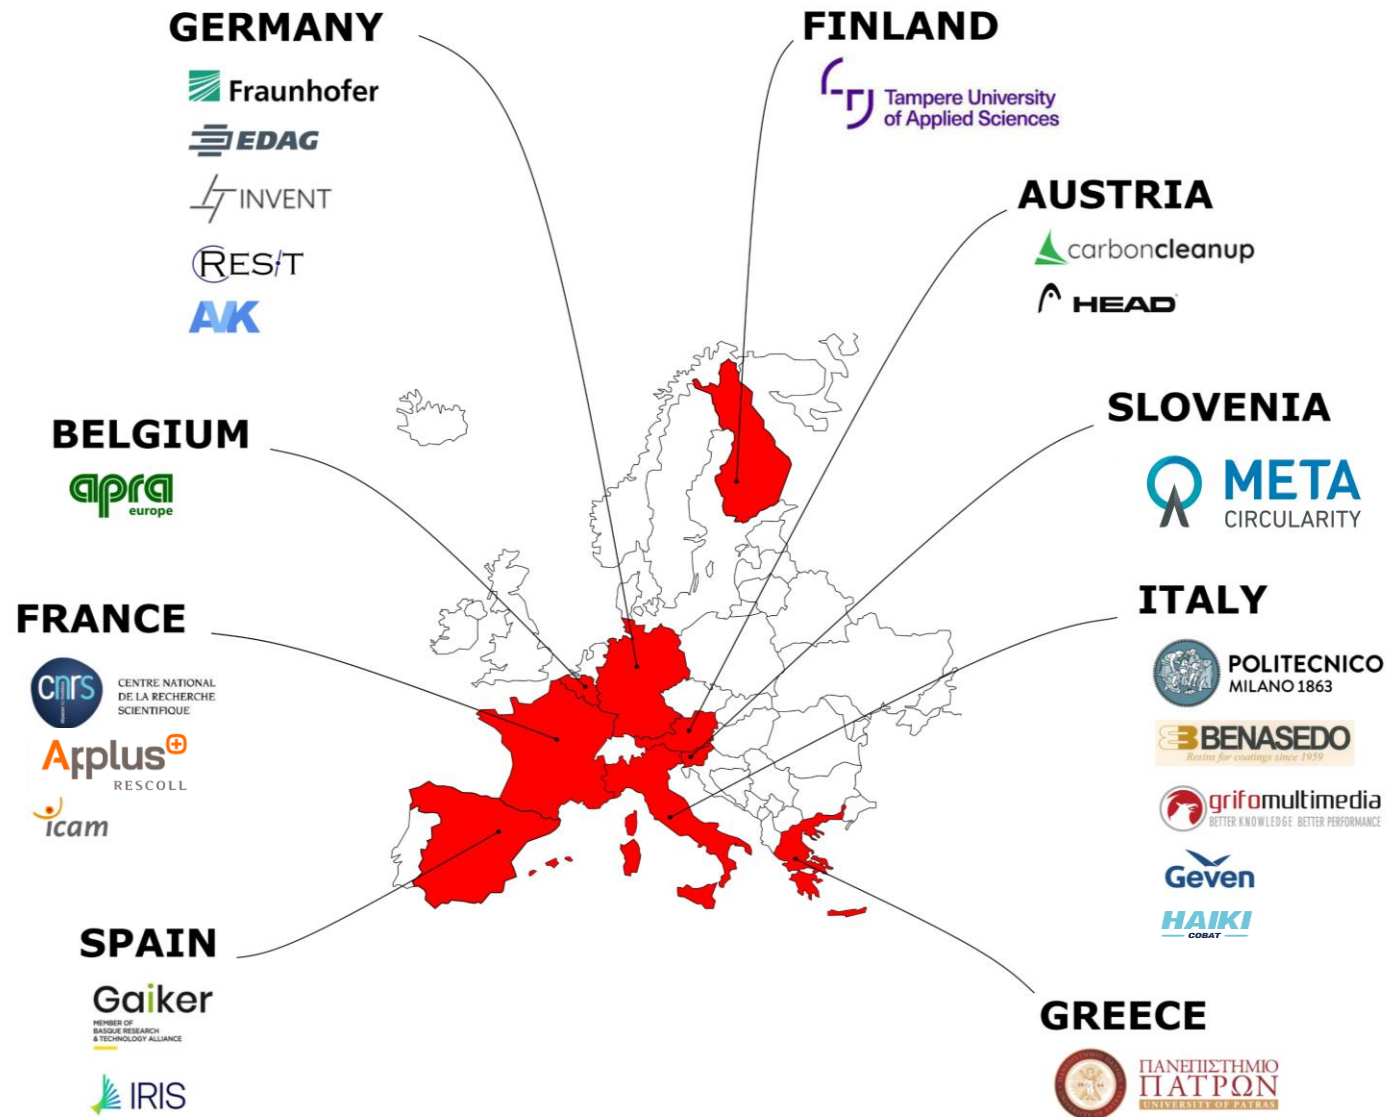 GERMANY
Fraunhofer
EDAG
INVENT
RESIT
AVK
FINLAND
Tampere University
of Applied Sciences
AUSTRIA
carboncleanup
HEAD
BELGIUM
apra
europe
SLOVENIA
META
CIRCULARITY
FRANCE
cnrs
CENTRE NATIONAL
DE LA RECHERCHE
SCIENTIFIQUE
Applus+
RESCOLL
icam
ITALY
POLITECNICO
MILANO 1863
BENASEDO
Resins for coatings since 1959
grifomultimedia
BETTER KNOWLEDGE BETTER PERFORMANCE
Geven
HAIKI
COBAT
SPAIN
Gaiker
MEMBER OF
BASQUE RESEARCH
& TECHNOLOGY ALLIANCE
IRIS
GREECE
ΠΑΝΕΠΙΣΤΗΜΙΟ
ΠΑΤΡΩΝ
UNIVERSITY OF PATRAS